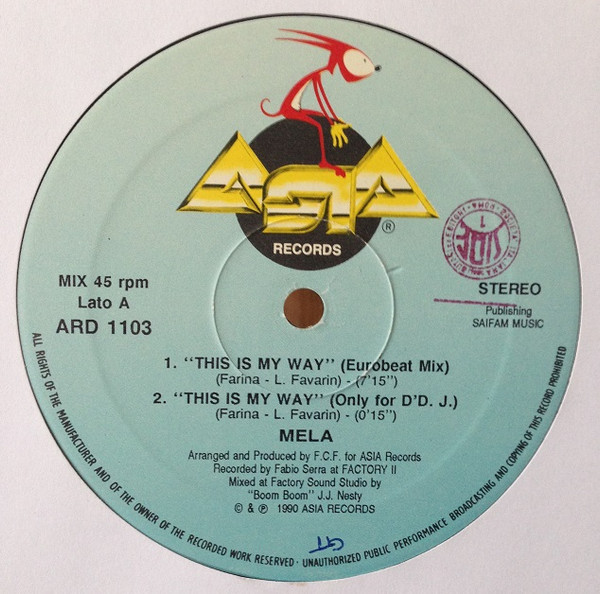 ASIA
®
RECORDS
MIX 45 rpm
Lato A
ARD 1103
STEREO
Publishing
SAIFAM MUSIC
1. “THIS IS MY WAY” (Eurobeat Mix)
(Farina - L. Favarin) - (7’15”)
2. “THIS IS MY WAY” (Only for D’D. J.)
(Farina - L. Favarin) - (0’15”)
MELA
Arranged and Produced by F.C.F. for ASIA Records
Recorded by Fabio Serra at FACTORY II
Mixed at Factory Sound Studio by
“Boom Boom” J.J. Nesty
© & ℗ 1990 ASIA RECORDS
ALL RIGHTS OF THE MANUFACTURER AND OF THE OWNER OF THE RECORDED WORK RESERVED · UNAUTHORIZED PUBLIC PERFORMANCE BROADCASTING AND COPYING OF THIS RECORD PROHIBITED